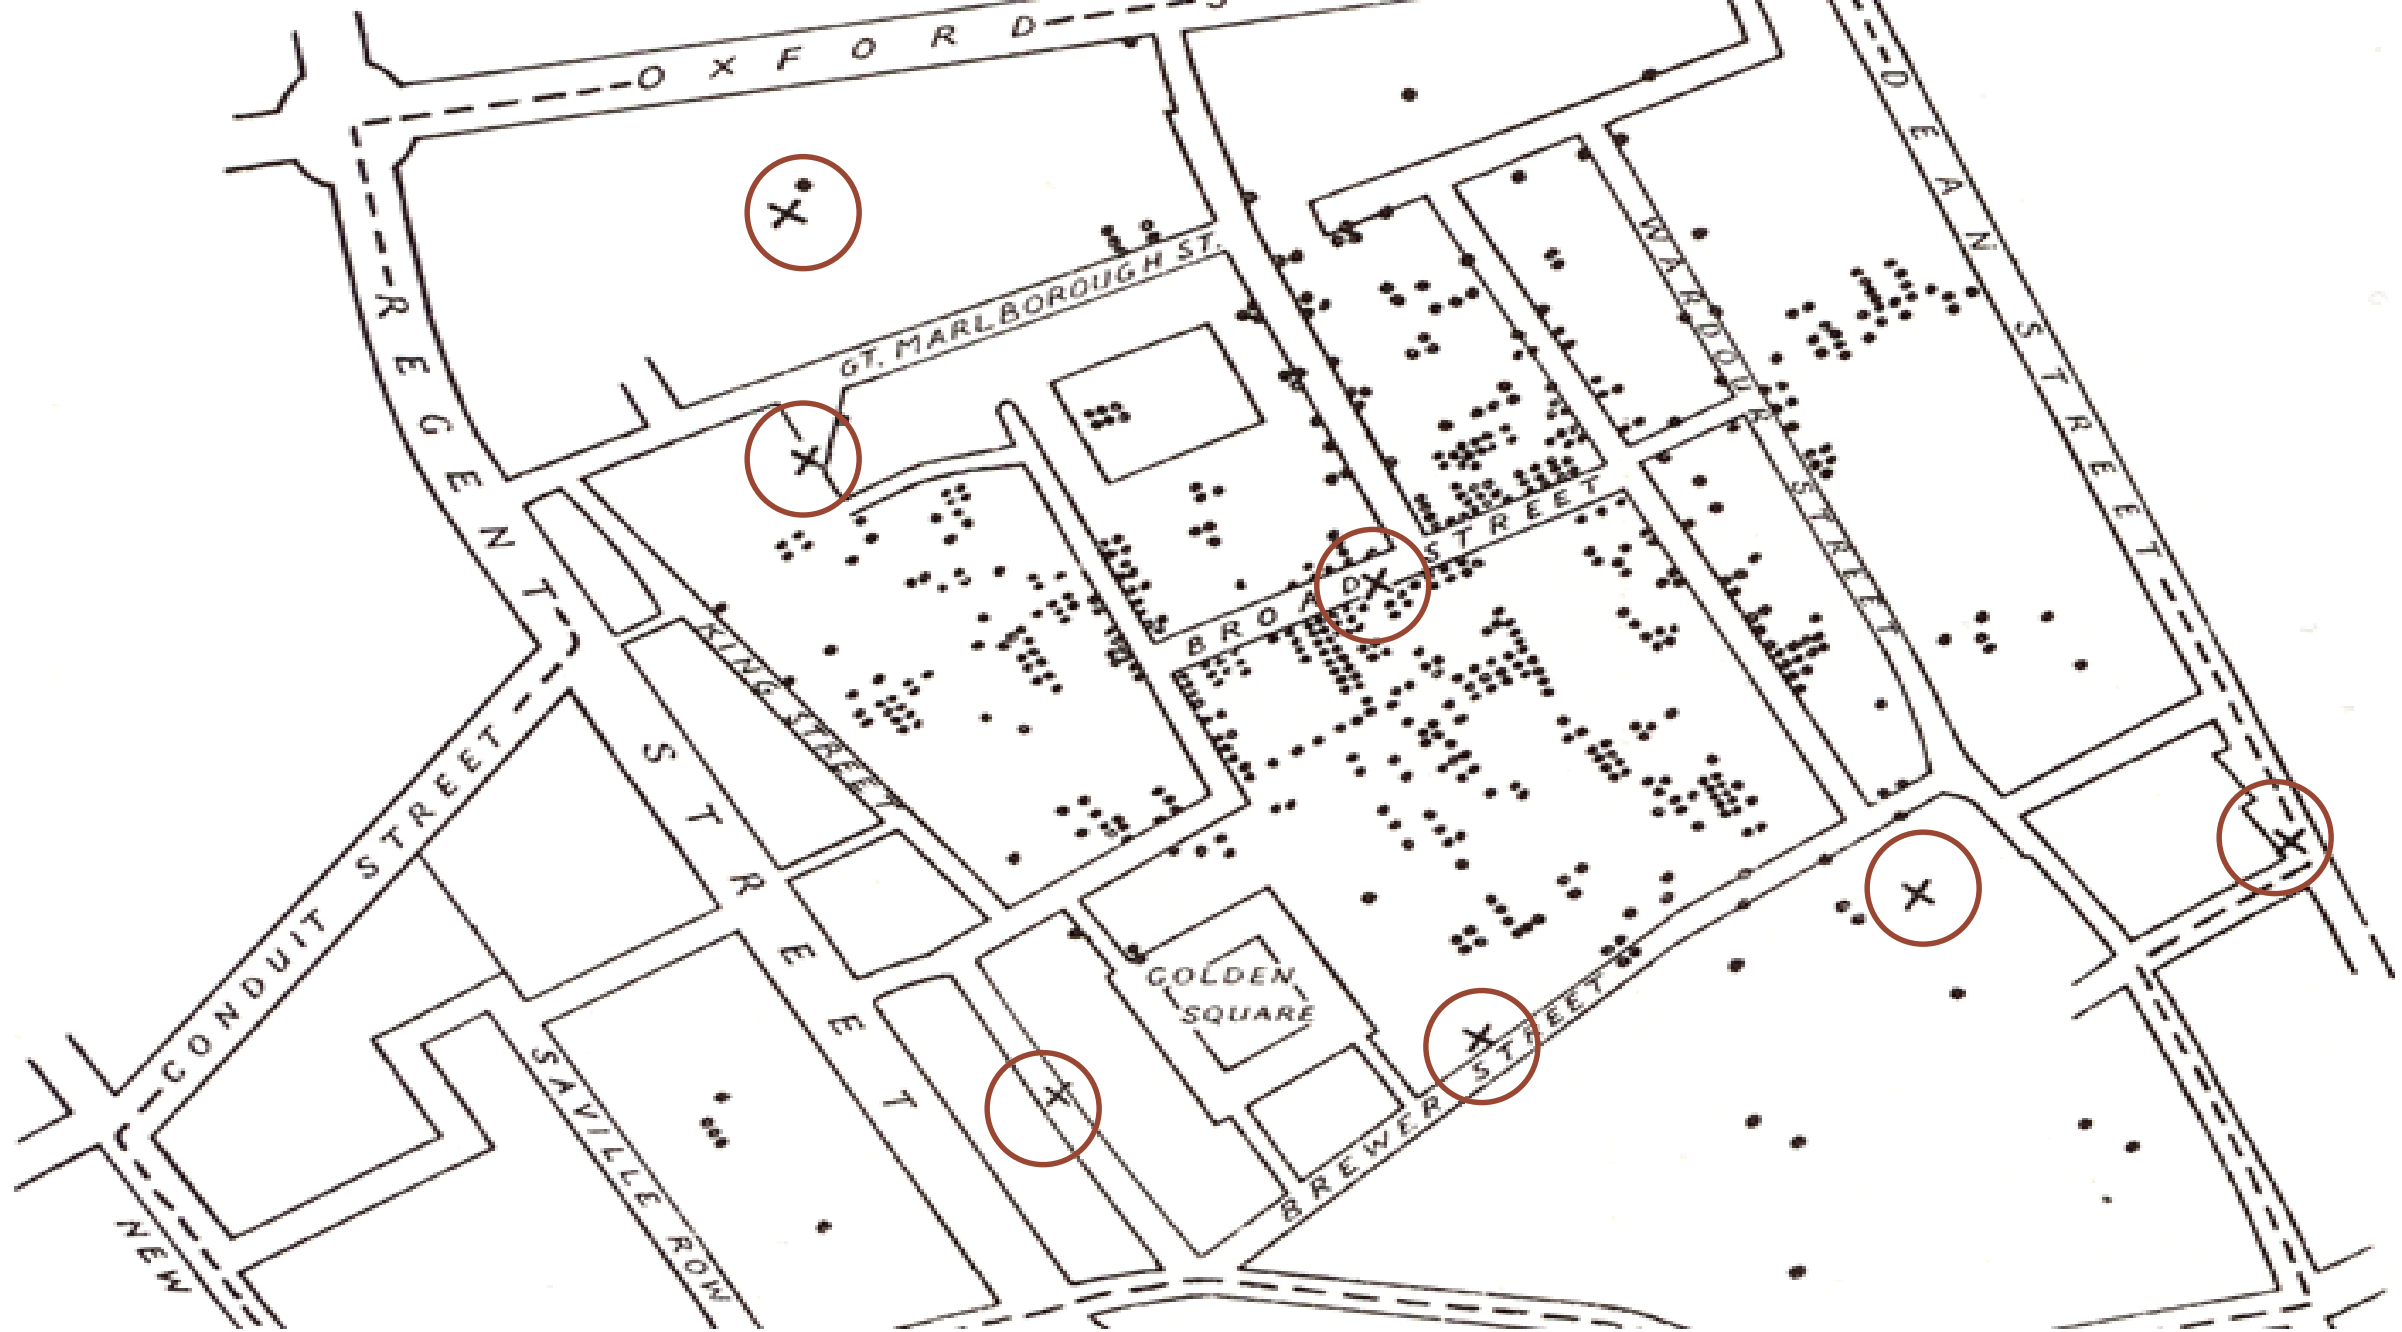 OXFORD S
REGENT STREET
GT. MARLBOROUGH ST.
WARDOUR STREET
DEAN STREET
BROAD STREET
KING STREET
CONDUIT STREET
GOLDEN
SQUARE
BREWER STREET
SAVILLE ROW
NEW